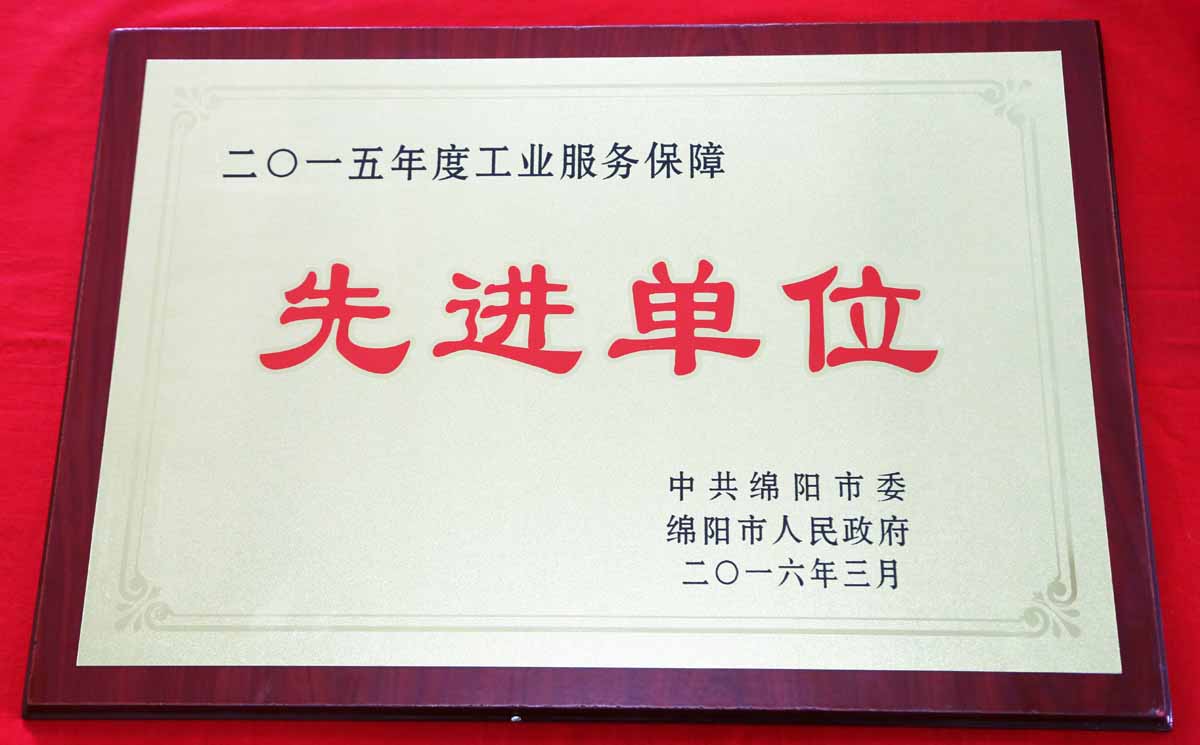 二〇一五年度工业服务保障
先进单位
中共绵阳市委
绵阳市人民政府
二〇一六年三月